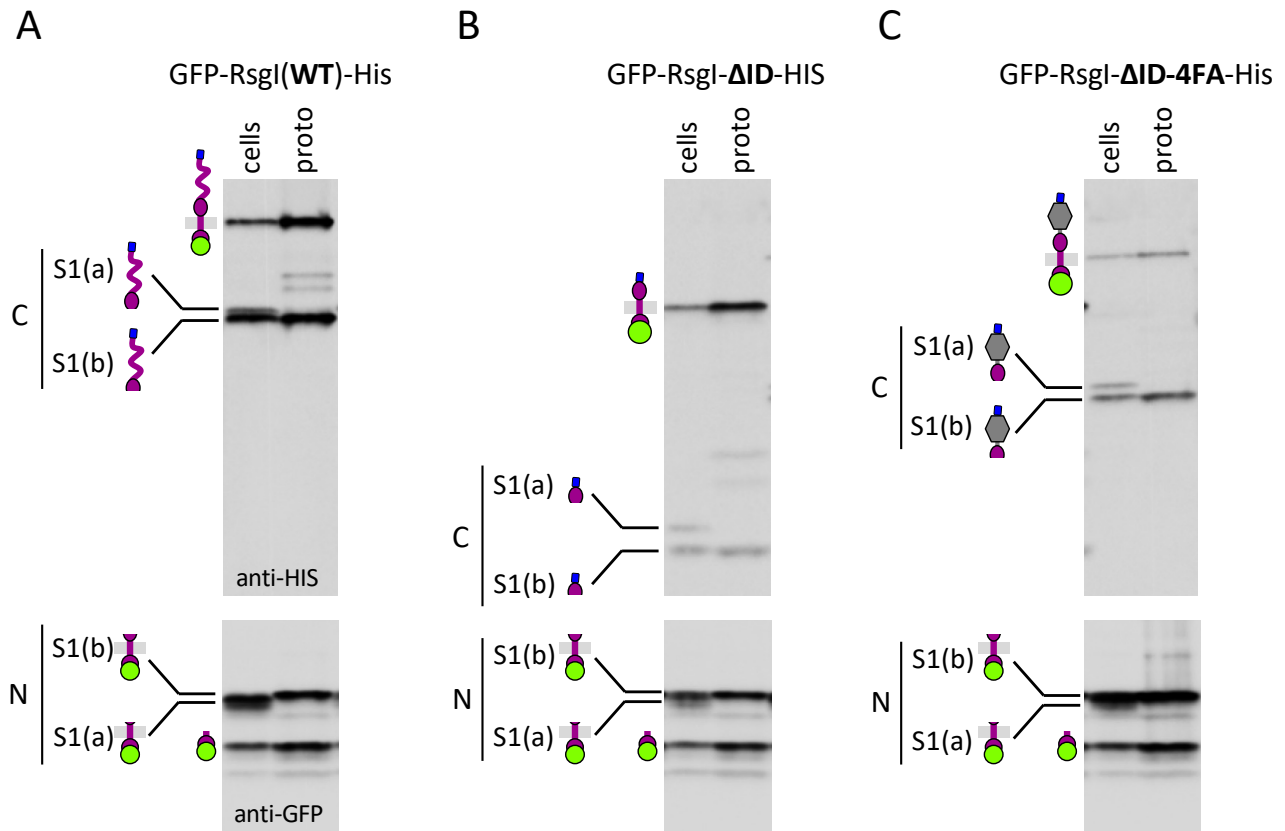 A
GFP-RsgI(WT)-His
cells
proto
C
S1(a)
S1(b)
anti-HIS
N
S1(b)
S1(a)
anti-GFP
B
GFP-RsgI-ΔID-HIS
cells
proto
C
S1(a)
S1(b)
N
S1(b)
S1(a)
C
GFP-RsgI-ΔID-4FA-His
cells
proto
C
S1(a)
S1(b)
N
S1(b)
S1(a)